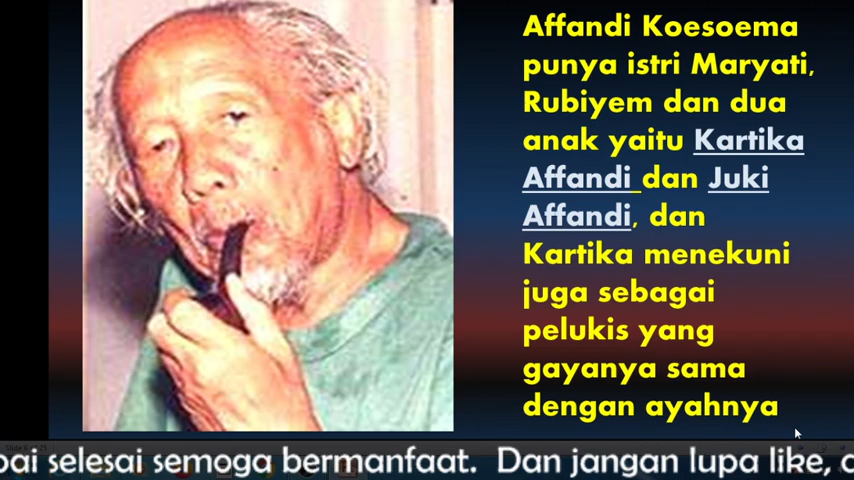 Affandi Koesoema
punya istri Maryati,
Rubiyem dan dua
anak yaitu Kartika
Affandi dan Juki
Affandi, dan
Kartika menekuni
juga sebagai
pelukis yang
gayanya sama
dengan ayahnya
pai selesai semoga bermanfaat. Dan jangan lupa like,